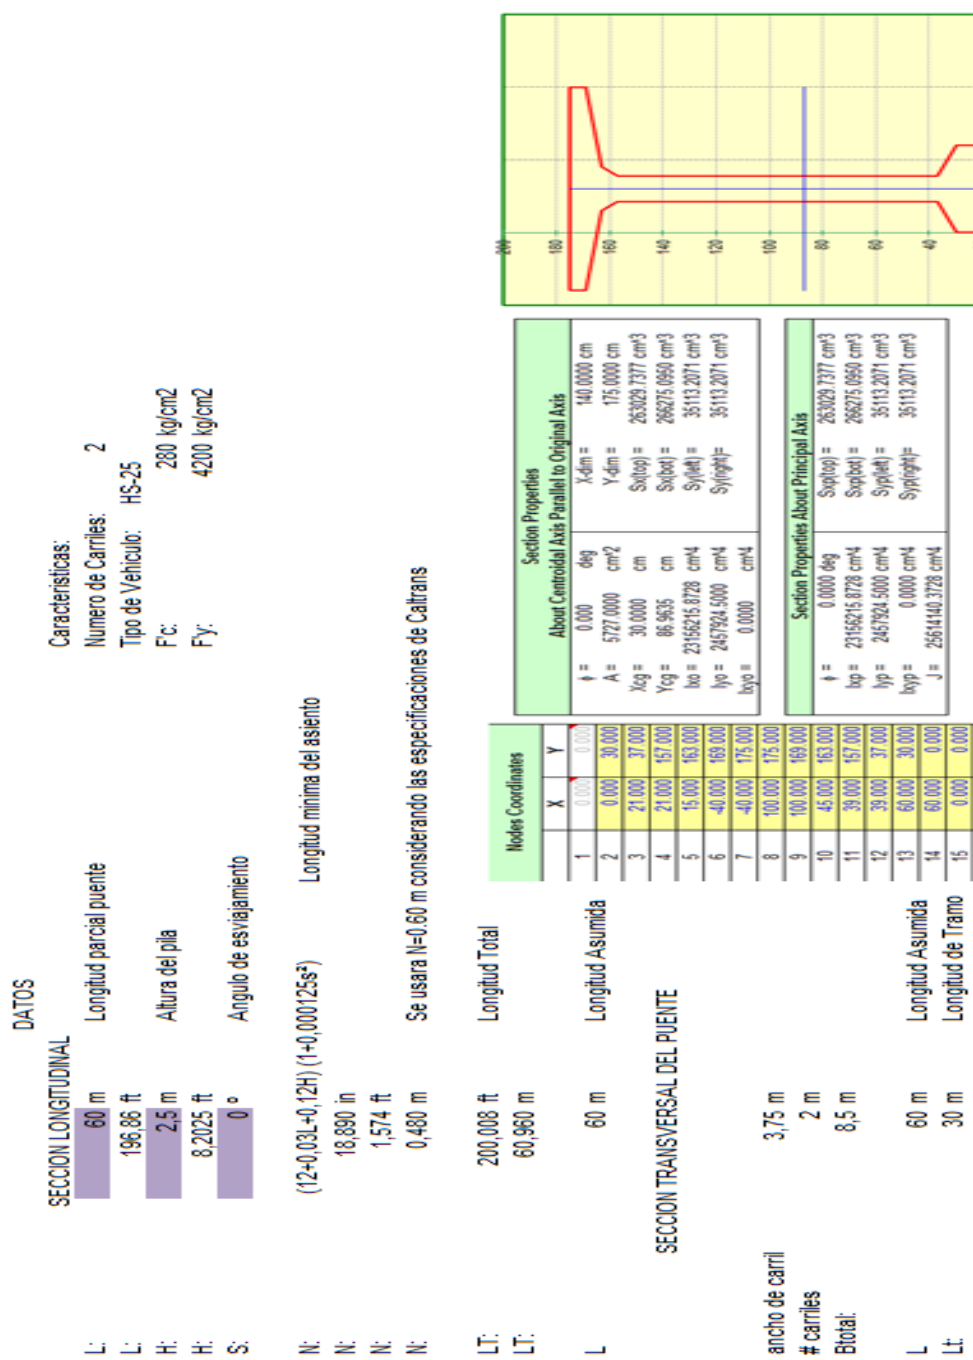 DATOS
SECCION LONGITUDINAL
L: 60 m Longitud parcial puente
L: 196,86 ft
H: 2,5 m Altura del pila
H: 8,2025 ft
S: 0 º Angulo de esviajamiento
Caracteristicas:
Numero de Carriles: 2
Tipo de Vehiculo: HS-25
F'c: 280 kg/cm2
Fy: 4200 kg/cm2
N: (12+0,03L+0,12H) (1+0,000125s²) Longitud minima del asiento
N: 18,890 in
N: 1,574 ft
N: 0,480 m Se usara N=0.60 m considerando las especificaciones de Caltrans
LT: 200,008 ft Longitud Total
LT: 60,960 m
L 60 m Longitud Asumida
SECCION TRANSVERSAL DEL PUENTE
ancho de carril 3,75 m
# carriles 2 m
Btotal: 8,5 m
L 60 m Longitud Asumida
Lt: 30 m Longitud de Tramo
Nodes Coordinates
X Y
1 0.000 0.000
2 0.000 30.000
3 21.000 37.000
4 21.000 157.000
5 15.000 163.000
6 -40.000 169.000
7 -40.000 175.000
8 100.000 175.000
9 100.000 169.000
10 45.000 163.000
11 39.000 157.000
12 39.000 37.000
13 60.000 30.000
14 60.000 0.000
15 0.000 0.000
Section Properties
About Centroidal Axis Parallel to Original Axis
ϕ = 0.000 deg X-dim = 140.0000 cm
A = 5727.0000 cm^2 Y-dim = 175.0000 cm
Xcg = 30.0000 cm Sx(top) = 263029.7377 cm^3
Ycg = 86.9635 cm Sx(bot) = 266275.0950 cm^3
Ixo = 23156215.8728 cm^4 Sy(left) = 35113.2071 cm^3
Iyo = 2457924.5000 cm^4 Sy(right)= 35113.2071 cm^3
Ixyo = 0.0000 cm^4
Section Properties About Principal Axis
ϕ = 0.0000 deg Sxp(top) = 263029.7377 cm^3
Ixp = 23156215.8728 cm^4 Sxp(bot) = 266275.0950 cm^3
Iyp = 2457924.5000 cm^4 Syp(left) = 35113.2071 cm^3
Ixyp = 0.0000 cm^4 Syp(right)= 35113.2071 cm^3
J = 25614140.3728 cm^4
200
180
160
140
120
100
80
60
40